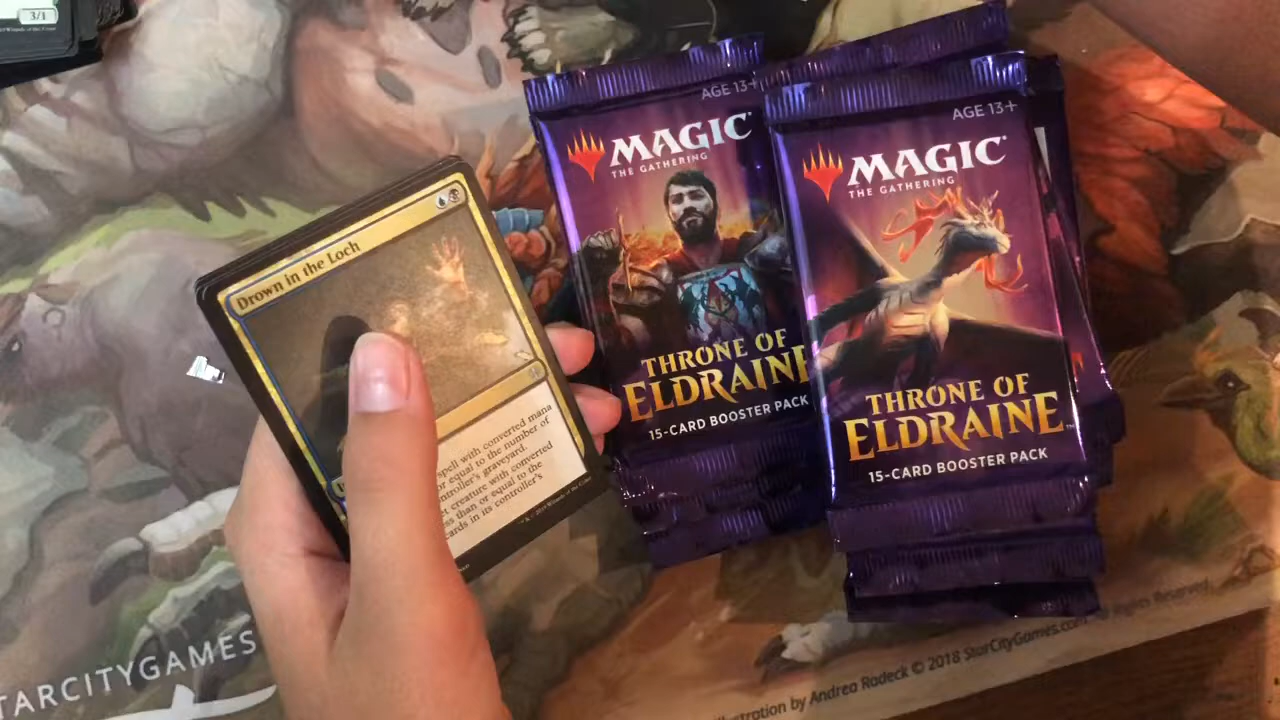 3/1
AGE 13+
MAGIC
THE GATHERING
THRONE OF
ELDRAINE
15-CARD BOOSTER PACK
AGE 13+
MAGIC
THE GATHERING
THRONE OF
ELDRAINE™
15-CARD BOOSTER PACK
Drown in the Loch
spell with converted mana
or equal to the number of
controller's graveyard.
creature with converted
less than or equal to the
cards in its controller's
TARCITYGAMES
Illustration by Andrea Radeck © 2018 StarCityGames.com. All Rights Reserved